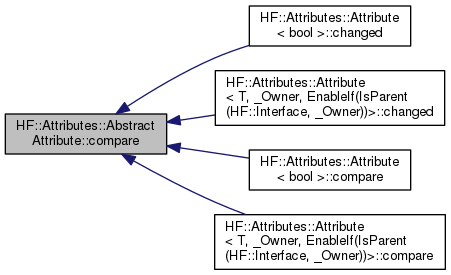 HF::Attributes::Attribute
< bool >::changed
HF::Attributes::Attribute
< T, _Owner, EnableIf(IsParent
(HF::Interface, _Owner))>::changed
HF::Attributes::Abstract
Attribute::compare
HF::Attributes::Attribute
< bool >::compare
HF::Attributes::Attribute
< T, _Owner, EnableIf(IsParent
(HF::Interface, _Owner))>::compare